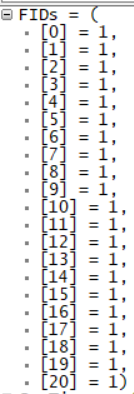 FIDs = (
[0] = 1,
[1] = 1,
[2] = 1,
[3] = 1,
[4] = 1,
[5] = 1,
[6] = 1,
[7] = 1,
[8] = 1,
[9] = 1,
[10] = 1,
[11] = 1,
[12] = 1,
[13] = 1,
[14] = 1,
[15] = 1,
[16] = 1,
[17] = 1,
[18] = 1,
[19] = 1,
[20] = 1)